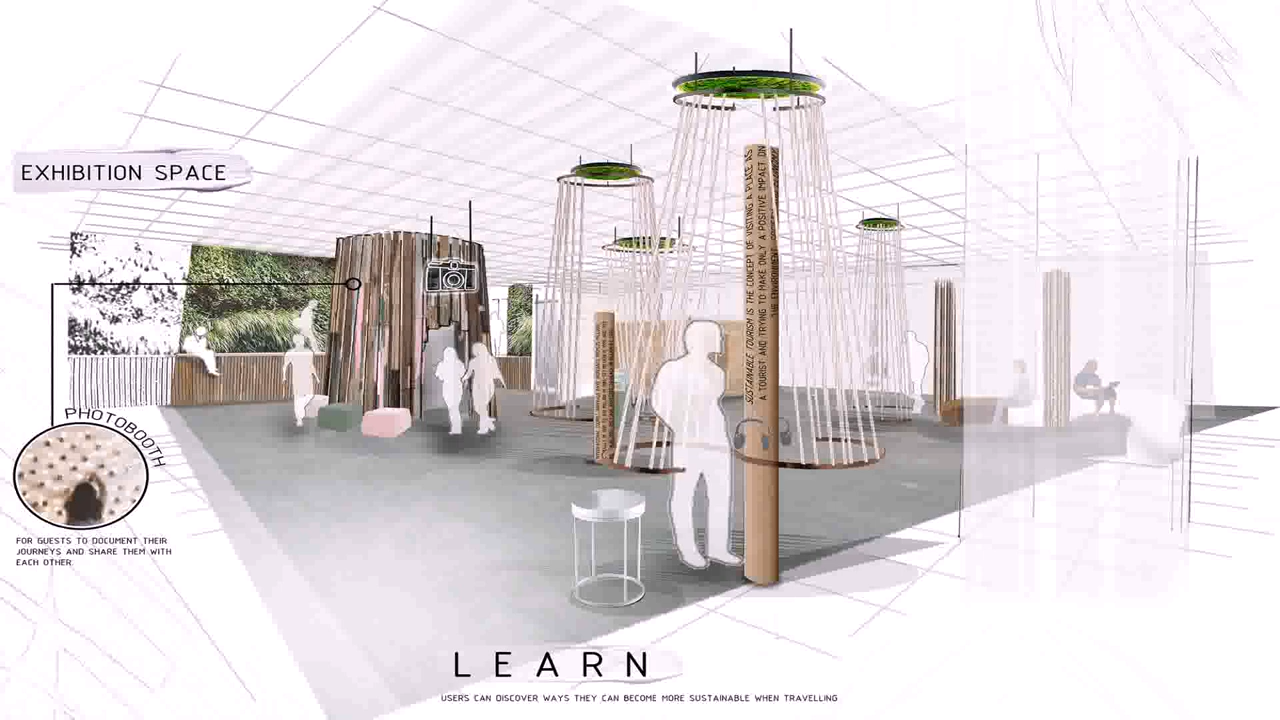 EXHIBITION SPACE
SUSTAINABLE TOURISM IS THE CONCEPT OF VISITING A PLACE AS
A TOURIST AND TRYING TO MAKE ONLY A POSITIVE IMPACT ON
THE ENVIRONMENT,
PHOTOBOOTH
FOR GUESTS TO DOCUMENT THEIR
JOURNEYS AND SHARE THEM WITH
EACH OTHER.
LEARN
USERS CAN DISCOVER WAYS THEY CAN BECOME MORE SUSTAINABLE WHEN TRAVELLING